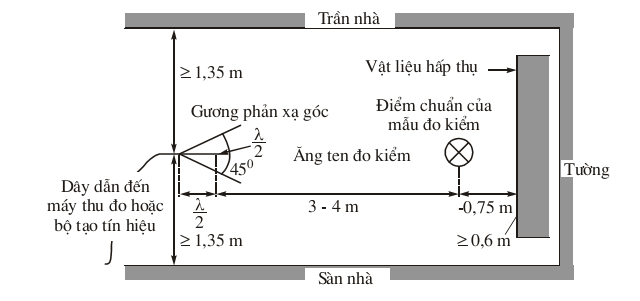 Trần nhà
≥ 1,35 m
Vật liệu hấp thụ
Gương phản xạ góc
Điểm chuẩn của
mẫu đo kiểm
λ
2
Ăng ten đo kiểm
45⁰
Tường
Dây dẫn đến
máy thu đo hoặc
bộ tạo tín hiệu
λ
2
3 - 4 m
-0,75 m
≥ 1,35 m
≥ 0,6 m
Sàn nhà